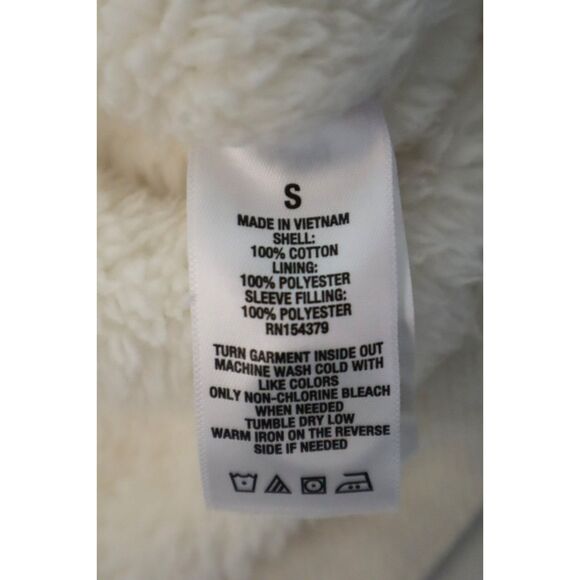 S
MADE IN VIETNAM
SHELL:
100% COTTON
LINING:
100% POLYESTER
SLEEVE FILLING:
100% POLYESTER
RN154379
TURN GARMENT INSIDE OUT
MACHINE WASH COLD WITH
LIKE COLORS
ONLY NON-CHLORINE BLEACH
WHEN NEEDED
TUMBLE DRY LOW
WARM IRON ON THE REVERSE
SIDE IF NEEDED